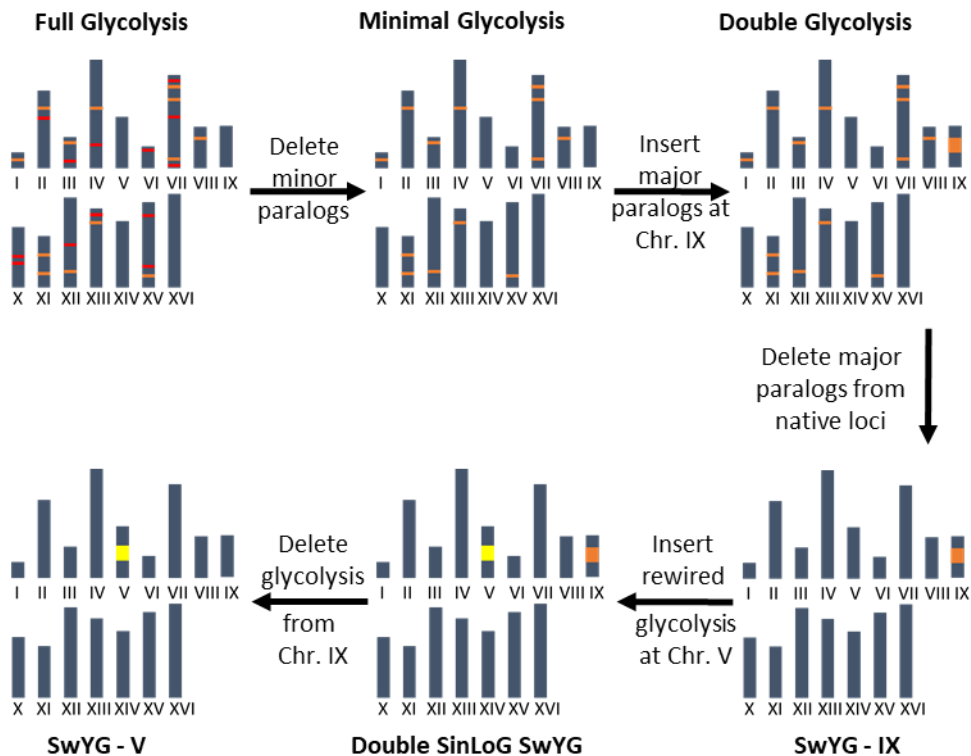 Full Glycolysis
Minimal Glycolysis
Double Glycolysis
I II III IV V VI VII VIII IX
X XI XII XIII XIV XV XVI
Delete
minor
paralogs
I II III IV V VI VII VIII IX
X XI XII XIII XIV XV XVI
Insert
major
paralogs at
Chr. IX
I II III IV V VI VII VIII IX
X XI XII XIII XIV XV XVI
Delete major
paralogs from
native loci
I II III IV V VI VII VIII IX
X XI XII XIII XIV XV XVI
Delete
glycolysis
from
Chr. IX
I II III IV V VI VII VIII IX
X XI XII XIII XIV XV XVI
Insert
rewired
glycolysis
at Chr. V
I II III IV V VI VII VIII IX
X XI XII XIII XIV XV XVI
SwYG - V
Double SinLoG SwYG
SwYG - IX